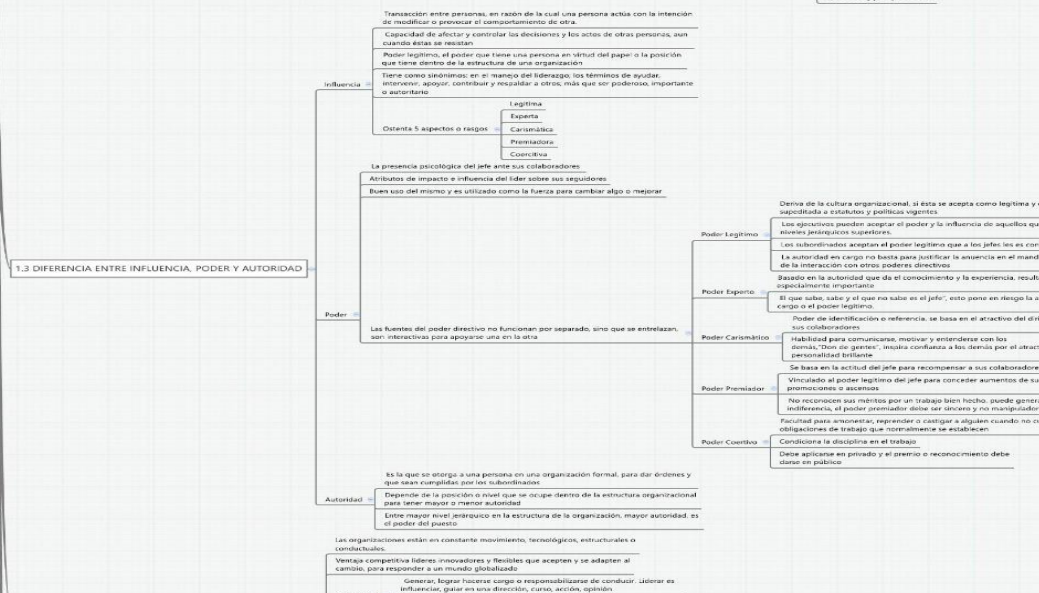 Transacción entre personas, en razón de la cual una persona actúa con la intención
de modificar o provocar el comportamiento de otra.
Capacidad de afectar y controlar las decisiones y los actos de otras personas, aun
cuando éstas se resistan
Poder legítimo, el poder que tiene una persona en virtud del papel o la posición
que tiene dentro de la estructura de una organización
Influencia
Tiene como sinónimos; en el manejo del liderazgo, los términos de ayudar,
intervenir, apoyar, contribuir y respaldar a otros; más que ser poderoso, importante
o autoritario
Ostenta 5 aspectos o rasgos
Legítima
Experta
Carismática
Premiadora
Coercitiva
La presencia psicológica del jefe ante sus colaboradores
Atributos de impacto e influencia del líder sobre sus seguidores
Buen uso del mismo y es utilizado como la fuerza para cambiar algo o mejorar
1.3 DIFERENCIA ENTRE INFLUENCIA, PODER Y AUTORIDAD
Poder
Las fuentes del poder directivo no funcionan por separado, sino que se entrelazan,
son interactivas para apoyarse una en la otra
Poder Legítimo
Deriva de la cultura organizacional, si ésta se acepta como legítima y
supeditada a estatutos y políticas vigentes
Los ejecutivos pueden aceptar el poder y la influencia de aquellos
niveles jerárquicos superiores.
Los subordinados aceptan el poder legítimo que a los jefes les es
La autoridad en cargo no basta para justificar la anuencia en el
de la interacción con otros poderes directivos
Poder Experto
Basado en la autoridad que da el conocimiento y la experiencia,
especialmente importante
El que sabe, sabe y el que no sabe es el jefe", esto pone en riesgo la
cargo o el poder legítimo.
Poder Carismático
Poder de identificación o referencia, se basa en el atractivo del
sus colaboradores
Habilidad para comunicarse, motivar y entenderse con los
demás,"Don de gentes", inspira confianza a los demás por el
personalidad brillante
Poder Premiador
Se basa en la actitud del jefe para recompensar a sus
Vinculado al poder legítimo del jefe para conceder aumentos de
promociones o ascensos
No reconocen sus méritos por un trabajo bien hecho, puede
indiferencia, el poder premiador debe ser sincero y no manipulador
Poder Coertivo
Facultad para amonestar, reprender o castigar a alguien cuando no
obligaciones de trabajo que normalmente se establecen
Condiciona la disciplina en el trabajo
Debe aplicarse en privado y el premio o reconocimiento debe
darse en público
Autoridad
Es la que se otorga a una persona en una organización formal, para dar órdenes y
que sean cumplidas por los subordinados
Depende de la posición o nivel que se ocupe dentro de la estructura organizacional
para tener mayor o menor autoridad
Entre mayor nivel jerárquico en la estructura de la organización, mayor autoridad, es
el poder del puesto
Las organizaciones están en constante movimiento, tecnológicos, estructurales o
conductuales.
Ventaja competitiva líderes innovadores y flexibles que acepten y se adapten al
cambio, para responder a un mundo globalizado
Generar, lograr hacerse cargo o responsabilizarse de conducir. Liderar es
influenciar, guiar en una dirección, curso, acción, opinión